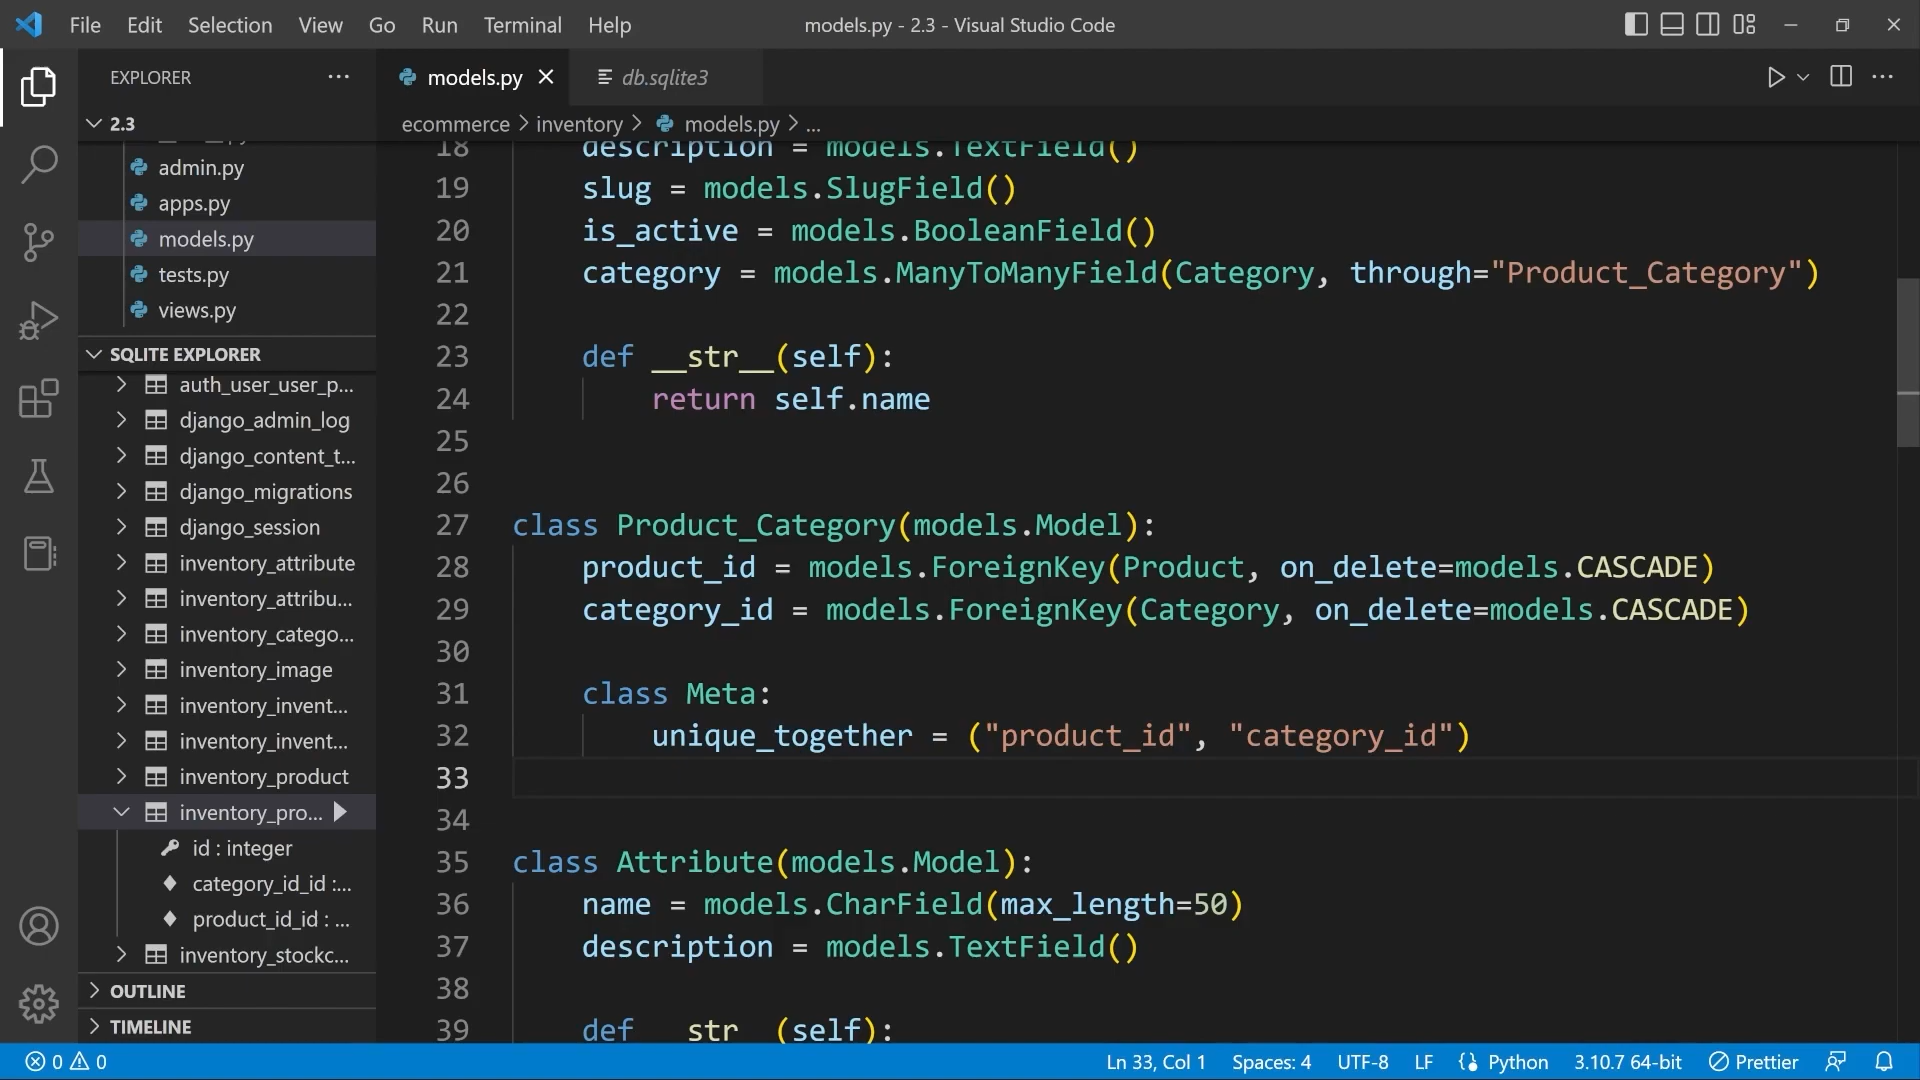 File Edit Selection View Go Run Terminal Help
models.py - 2.3 - Visual Studio Code
EXPLORER
2.3
admin.py
apps.py
models.py
tests.py
views.py
SQLITE EXPLORER
auth_user_user_p...
django_admin_log
django_content_t...
django_migrations
django_session
inventory_attribute
inventory_attribu...
inventory_catego...
inventory_image
inventory_invent...
inventory_invent...
inventory_product
inventory_pro...
id : integer
category_id_id :...
product_id_id : ...
inventory_stockc...
OUTLINE
TIMELINE
models.py
db.sqlite3
ecommerce > inventory > models.py > ...
18 description = models.TextField()
19 slug = models.SlugField()
20 is_active = models.BooleanField()
21 category = models.ManyToManyField(Category, through="Product_Category")
22
23 def __str__(self):
24 return self.name
25
26
27 class Product_Category(models.Model):
28 product_id = models.ForeignKey(Product, on_delete=models.CASCADE)
29 category_id = models.ForeignKey(Category, on_delete=models.CASCADE)
30
31 class Meta:
32 unique_together = ("product_id", "category_id")
33
34
35 class Attribute(models.Model):
36 name = models.CharField(max_length=50)
37 description = models.TextField()
38
39 def __str__(self):
0 0
Ln 33, Col 1 Spaces: 4 UTF-8 LF Python 3.10.7 64-bit Prettier